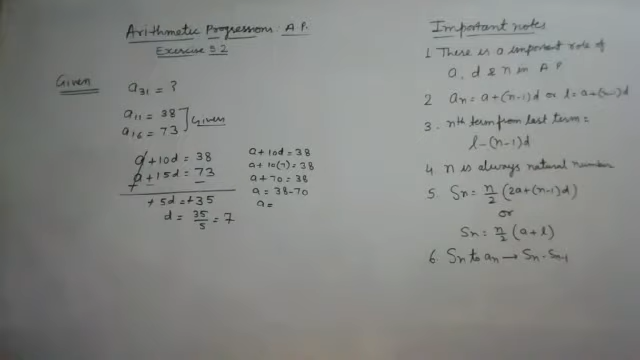 Arithmetic Progressions A.P.
Exercise 5.2
Given
a31 = ?
a11 = 38
a16 = 73
Given
a + 10d = 38
a + 15d = 73
+ 5d = +35
d = 35/5 = 7
a + 10d = 38
a + 10(7) = 38
a + 70 = 38
a = 38 - 70
a =
Important notes
1. There is a important role of
a, d & n in A.P
2 an = a + (n-1)d or l = a + (n-1)d
3. nth term from last term =
l - (n-1)d
4 n is always natural number
5. Sn = n/2 (2a + (n-1)d)
or
Sn = n/2 (a + l)
6. Sn to an → Sn - Sn-1